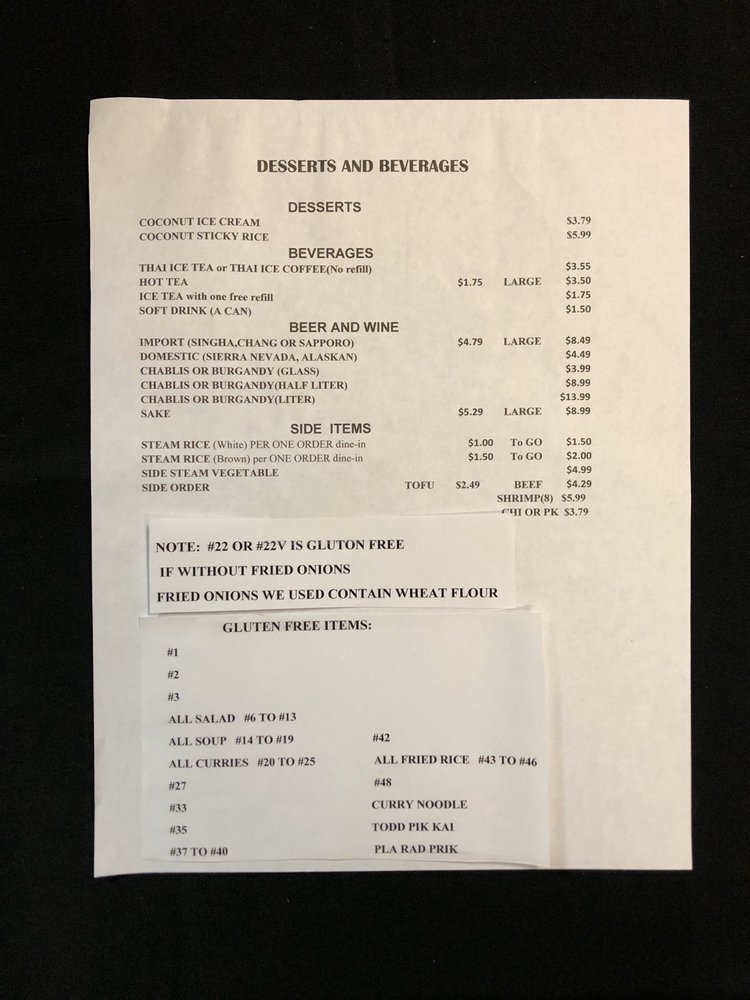 DESSERTS AND BEVERAGES
DESSERTS
COCONUT ICE CREAM $3.79
COCONUT STICKY RICE $5.99
BEVERAGES
THAI ICE TEA or THAI ICE COFFEE(No refill) $3.55
HOT TEA $1.75 LARGE $3.50
ICE TEA with one free refill $1.75
SOFT DRINK (A CAN) $1.50
BEER AND WINE
IMPORT (SINGHA,CHANG OR SAPPORO) $4.79 LARGE $8.49
DOMESTIC (SIERRA NEVADA, ALASKAN) $4.49
CHABLIS OR BURGANDY (GLASS) $3.99
CHABLIS OR BURGANDY(HALF LITER) $8.99
CHABLIS OR BURGANDY(LITER) $13.99
SAKE $5.29 LARGE $8.99
SIDE ITEMS
STEAM RICE (White) PER ONE ORDER dine-in $1.00 To GO $1.50
STEAM RICE (Brown) per ONE ORDER dine-in $1.50 To GO $2.00
SIDE STEAM VEGETABLE $4.99
SIDE ORDER TOFU $2.49 BEEF $4.29
SHRIMP(8) $5.99
CHI OR PK $3.79
NOTE: #22 OR #22V IS GLUTON FREE
IF WITHOUT FRIED ONIONS
FRIED ONIONS WE USED CONTAIN WHEAT FLOUR
GLUTEN FREE ITEMS:
#1
#2
#3
ALL SALAD #6 TO #13
ALL SOUP #14 TO #19
ALL CURRIES #20 TO #25
#27
#33
#35
#37 TO #40
#42
ALL FRIED RICE #43 TO #46
#48
CURRY NOODLE
TODD PIK KAI
PLA RAD PRIK